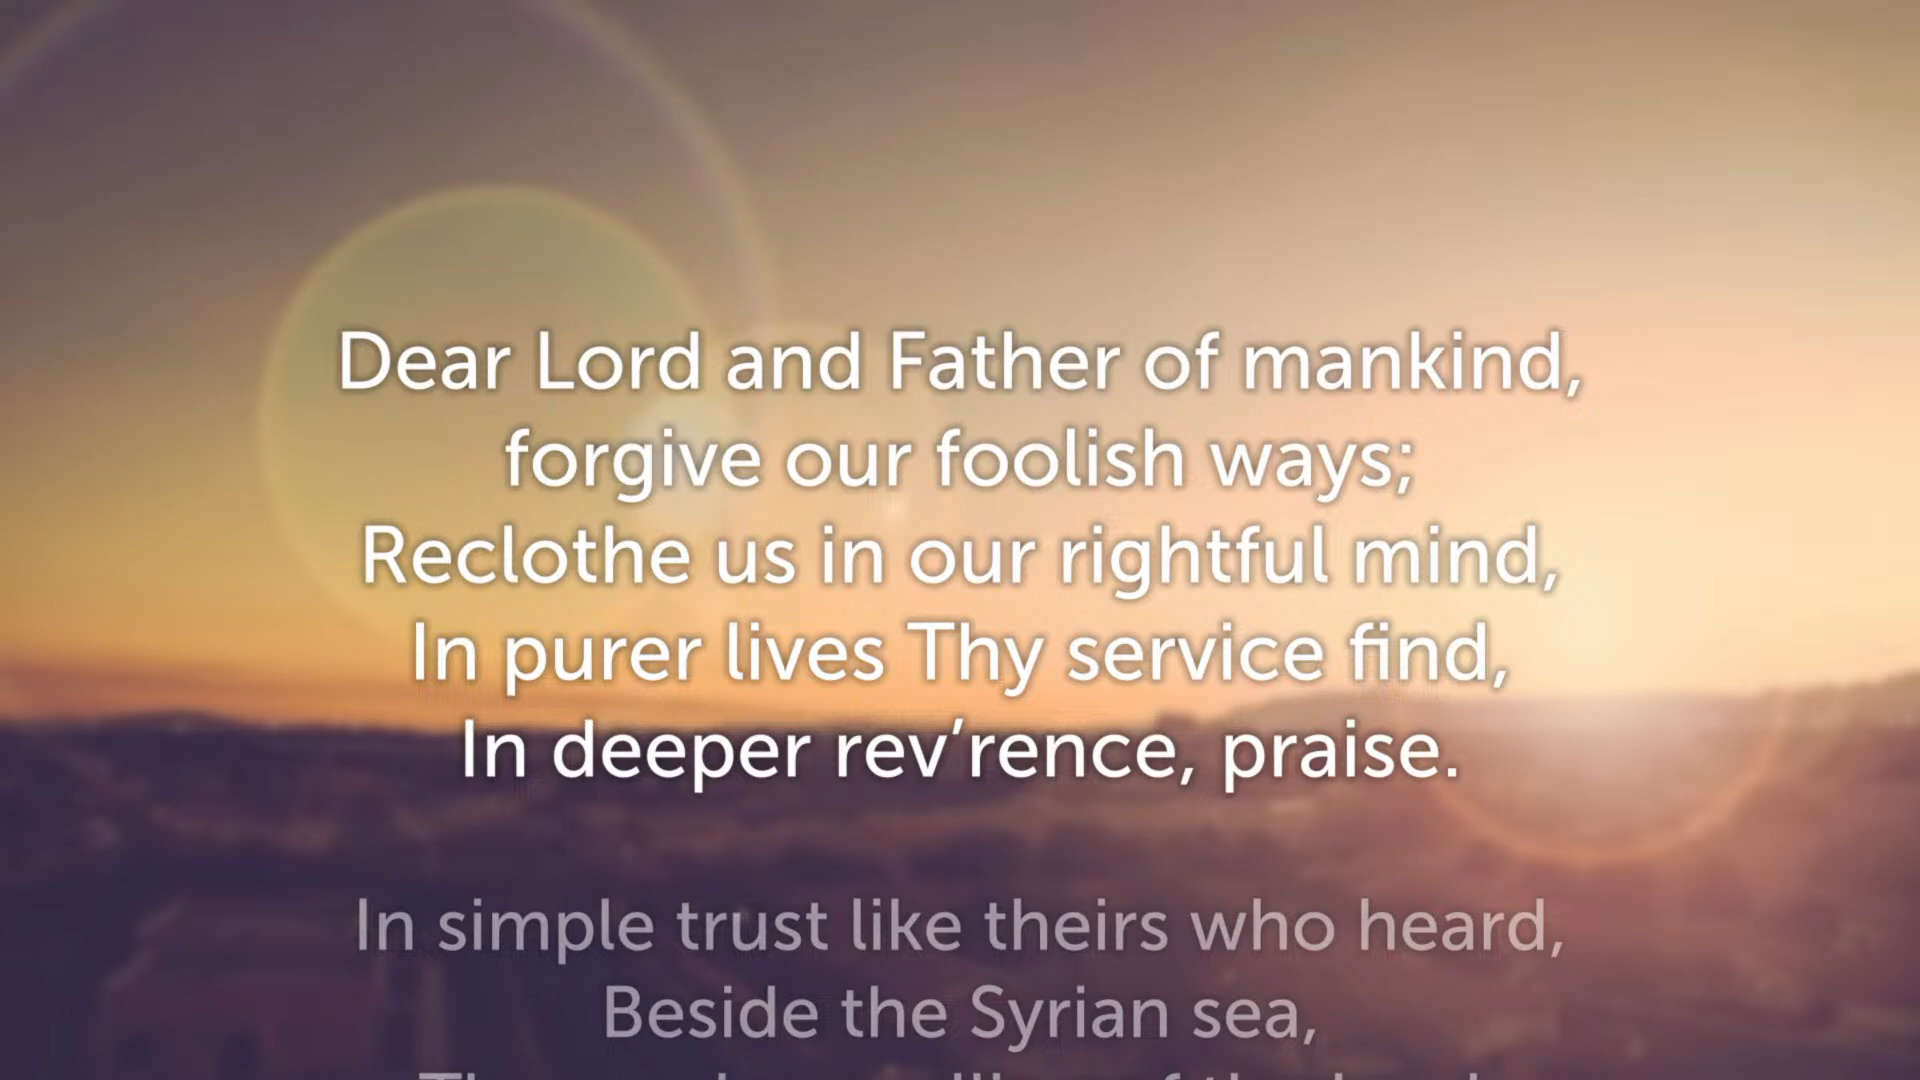 Dear Lord and Father of mankind,
forgive our foolish ways;
Reclothe us in our rightful mind,
In purer lives Thy service find,
In deeper rev’rence, praise.
In simple trust like theirs who heard,
Beside the Syrian sea,